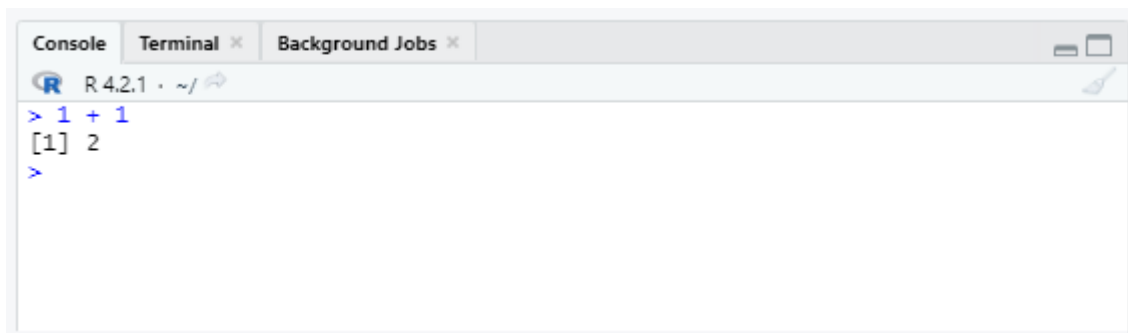 Console Terminal × Background Jobs ×
R R 4.2.1 · ~/
> 1 + 1
[1] 2
>